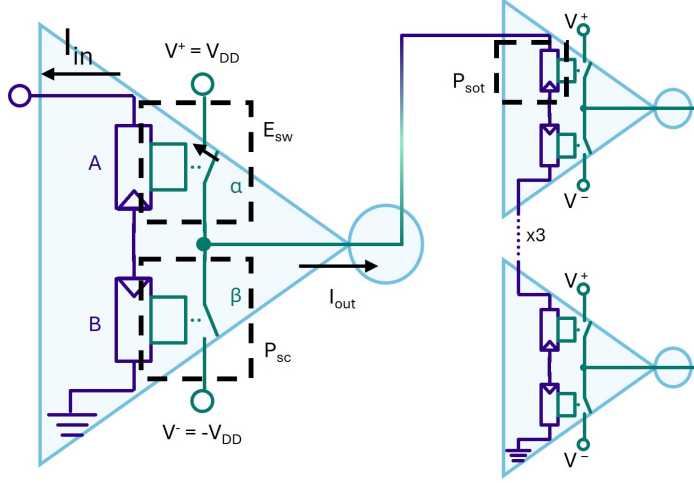 I_in
V⁺ = V_DD
E_sw
A
α
B
β
P_sc
I_out
V⁻ = -V_DD
P_sot
V⁺
V⁻
x3
V⁺
V⁻